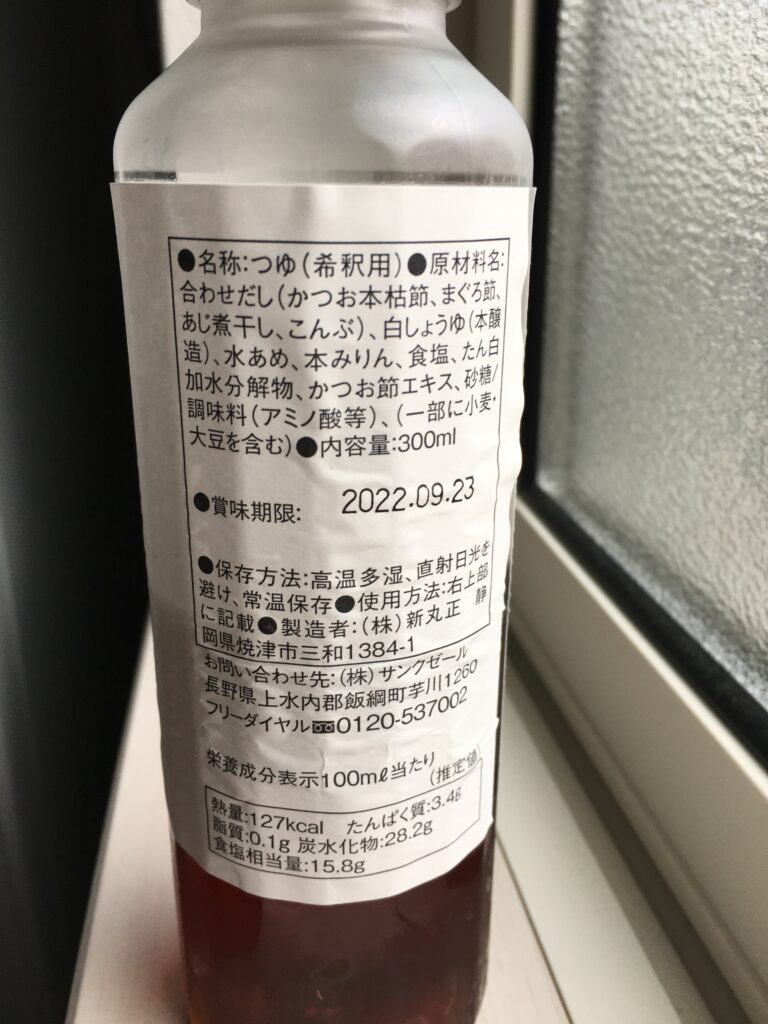 ●名称:つゆ(希釈用)●原材料名:
合わせだし(かつお本枯節、まぐろ節、
あじ煮干し、こんぶ)、白しょうゆ(本醸
造)、水あめ、本みりん、食塩、たん白
加水分解物、かつお節エキス、砂糖/
調味料(アミノ酸等)、(一部に小麦・
大豆を含む)●内容量:300ml
●賞味期限: 2022.09.23
●保存方法:高温多湿、直射日光を
避け、常温保存●使用方法:右上部
に記載●製造者:(株)新丸正 静
岡県焼津市三和1384-1
お問い合わせ先:(株)サンクゼール
長野県上水内郡飯綱町芋川1260
フリーダイヤル0120-537002
栄養成分表示100mℓ当たり
(推定値)
熱量:127kcal たんぱく質:3.4g
脂質:0.1g 炭水化物:28.2g
食塩相当量:15.8g